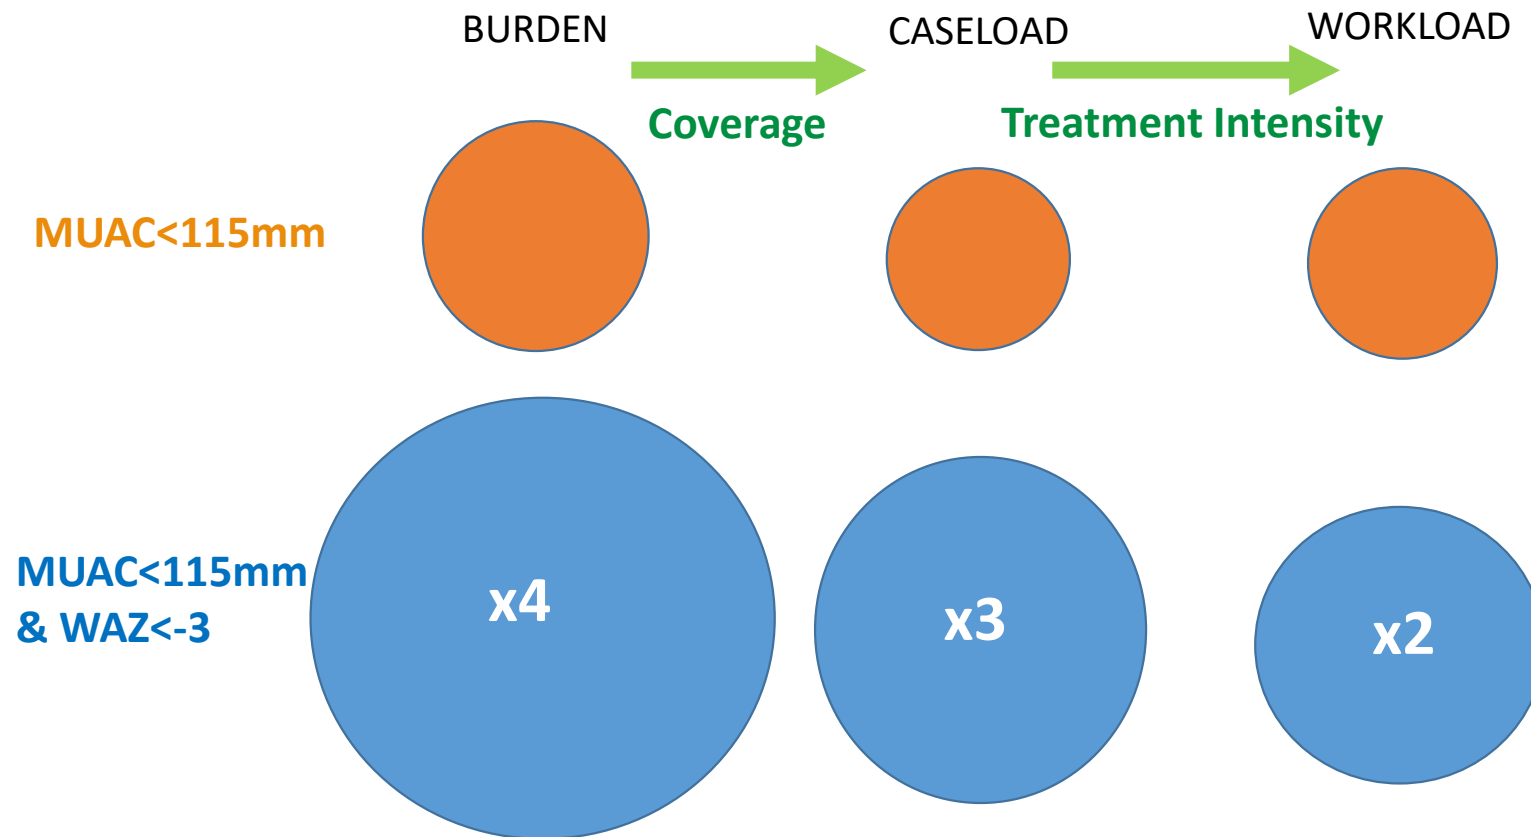 BURDEN
CASELOAD
WORKLOAD
Coverage
Treatment Intensity
MUAC<115mm
MUAC<115mm
& WAZ<-3
x4
x3
x2